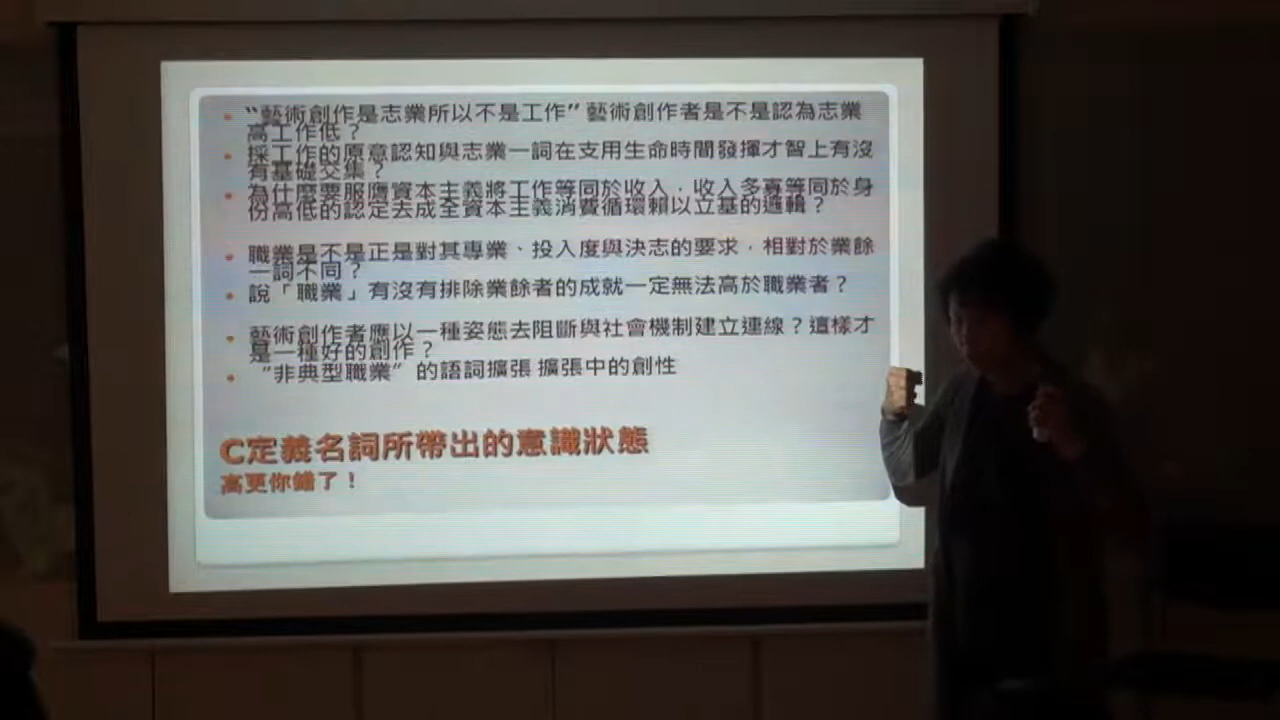 “藝術創作是志業所以不是工作”藝術創作者是不是認為志業
高工作低？
採工作的原意認知與志業一詞在支用生命時間發揮才智上有沒
有基礎交集？
為什麼要服膺資本主義將工作等同於收入，收入多寡等同於身
份高低的認定去成全資本主義消費循環賴以立基的邏輯？
職業是不是正是對其專業、投入度與決志的要求，相對於業餘
一詞不同？
說「職業」有沒有排除業餘者的成就一定無法高於職業者？
藝術創作者應以一種姿態去阻斷與社會機制建立連線？這樣才
是一種好的創作？
“非典型職業”的語詞擴張 擴張中的創性
C定義名詞所帶出的意識狀態
高更你錯了！